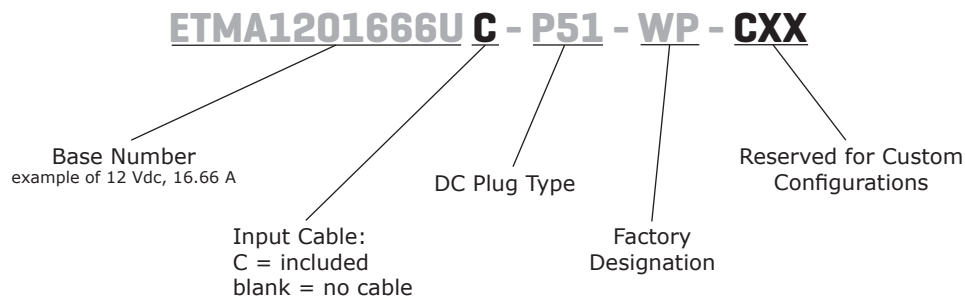 ETMA1201666U C - P51 - WP - CXX
Base Number
example of 12 Vdc, 16.66 A
DC Plug Type
Reserved for Custom
Configurations
Input Cable:
C = included
blank = no cable
Factory
Designation